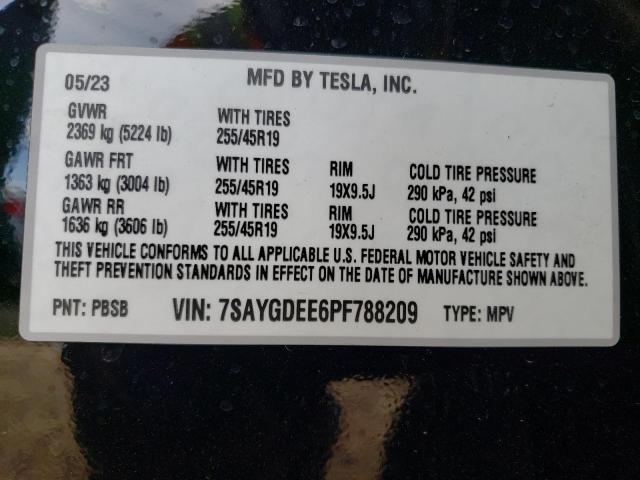 05/23 MFD BY TESLA, INC.
GVWR WITH TIRES
2369 kg (5224 lb) 255/45R19
GAWR FRT WITH TIRES RIM COLD TIRE PRESSURE
1363 kg (3004 lb) 255/45R19 19X9.5J 290 kPa, 42 psi
GAWR RR WITH TIRES RIM COLD TIRE PRESSURE
1636 kg (3606 lb) 255/45R19 19X9.5J 290 kPa, 42 psi
THIS VEHICLE CONFORMS TO ALL APPLICABLE U.S. FEDERAL MOTOR VEHICLE SAFETY AND
THEFT PREVENTION STANDARDS IN EFFECT ON THE DATE OF MANUFACTURE SHOWN ABOVE.
PNT: PBSB VIN: 7SAYGDEE6PF788209 TYPE: MPV